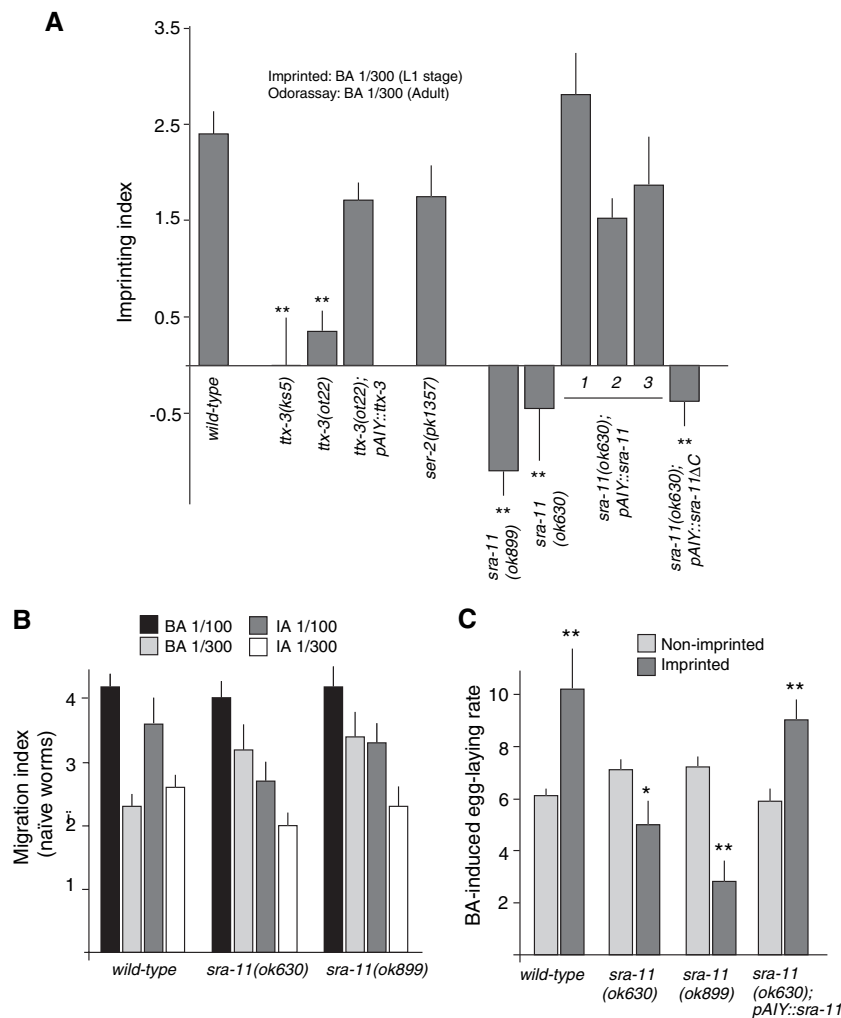 A
3.5
2.5
1.5
0.5
-0.5
Imprinting index
Imprinted: BA 1/300 (L1 stage)
Odorassay: BA 1/300 (Adult)
**
**
**
**
**
1
2
3
wild-type
ttx-3(ks5)
ttx-3(ot22)
ttx-3(ot22);
pAIY::ttx-3
ser-2(pk1357)
sra-11
(ok899)
sra-11
(ok630)
sra-11(ok630);
pAIY::sra-11
sra-11(ok630);
pAIY::sra-11ΔC
B
BA 1/100
IA 1/100
BA 1/300
IA 1/300
4
3
2
1
Migration index
(naïve worms)
wild-type
sra-11(ok630)
sra-11(ok899)
C
Non-imprinted
Imprinted
10
8
6
4
2
BA-induced egg-laying rate
**
*
**
**
wild-type
sra-11
(ok630)
sra-11
(ok899)
sra-11
(ok630);
pAIY::sra-11